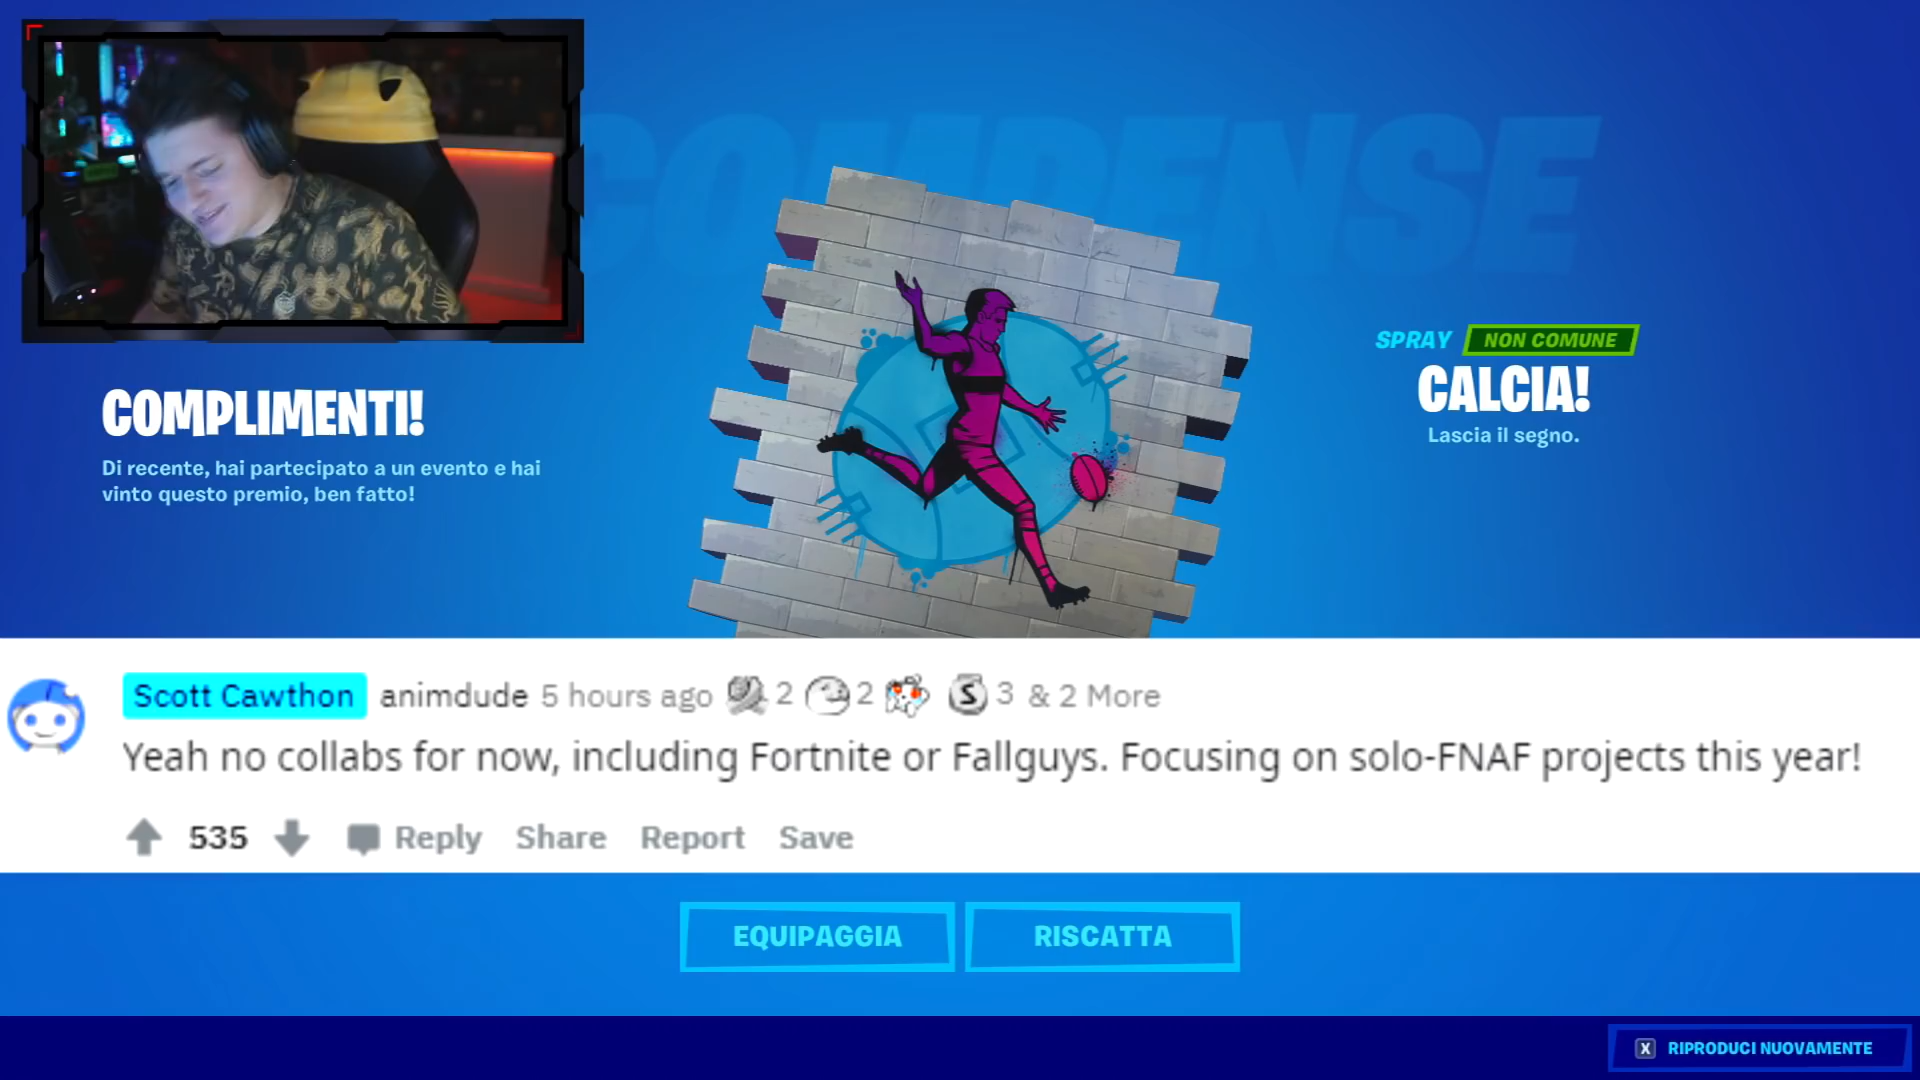 COMPENSE
COMPLIMENTI!
Di recente, hai partecipato a un evento e hai
vinto questo premio, ben fatto!
SPRAY NON COMUNE
CALCIA!
Lascia il segno.
Scott Cawthon animdude 5 hours ago 2 2 S 3 & 2 More
Yeah no collabs for now, including Fortnite or Fallguys. Focusing on solo-FNAF projects this year!
535 Reply Share Report Save
EQUIPAGGIA RISCATTA
X RIPRODUCI NUOVAMENTE